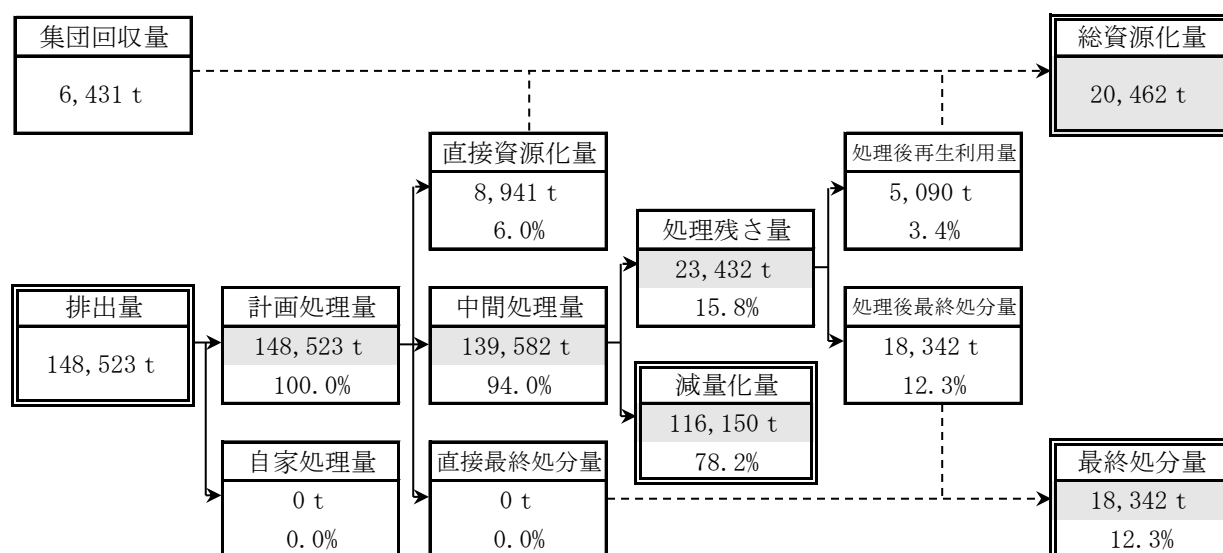 集団回収量
6,431 t
総資源化量
20,462 t
直接資源化量
8,941 t
6.0%
処理後再生利用量
5,090 t
3.4%
処理残さ量
23,432 t
15.8%
排出量
148,523 t
計画処理量
148,523 t
100.0%
中間処理量
139,582 t
94.0%
処理後最終処分量
18,342 t
12.3%
減量化量
116,150 t
78.2%
自家処理量
0 t
0.0%
直接最終処分量
0 t
0.0%
最終処分量
18,342 t
12.3%